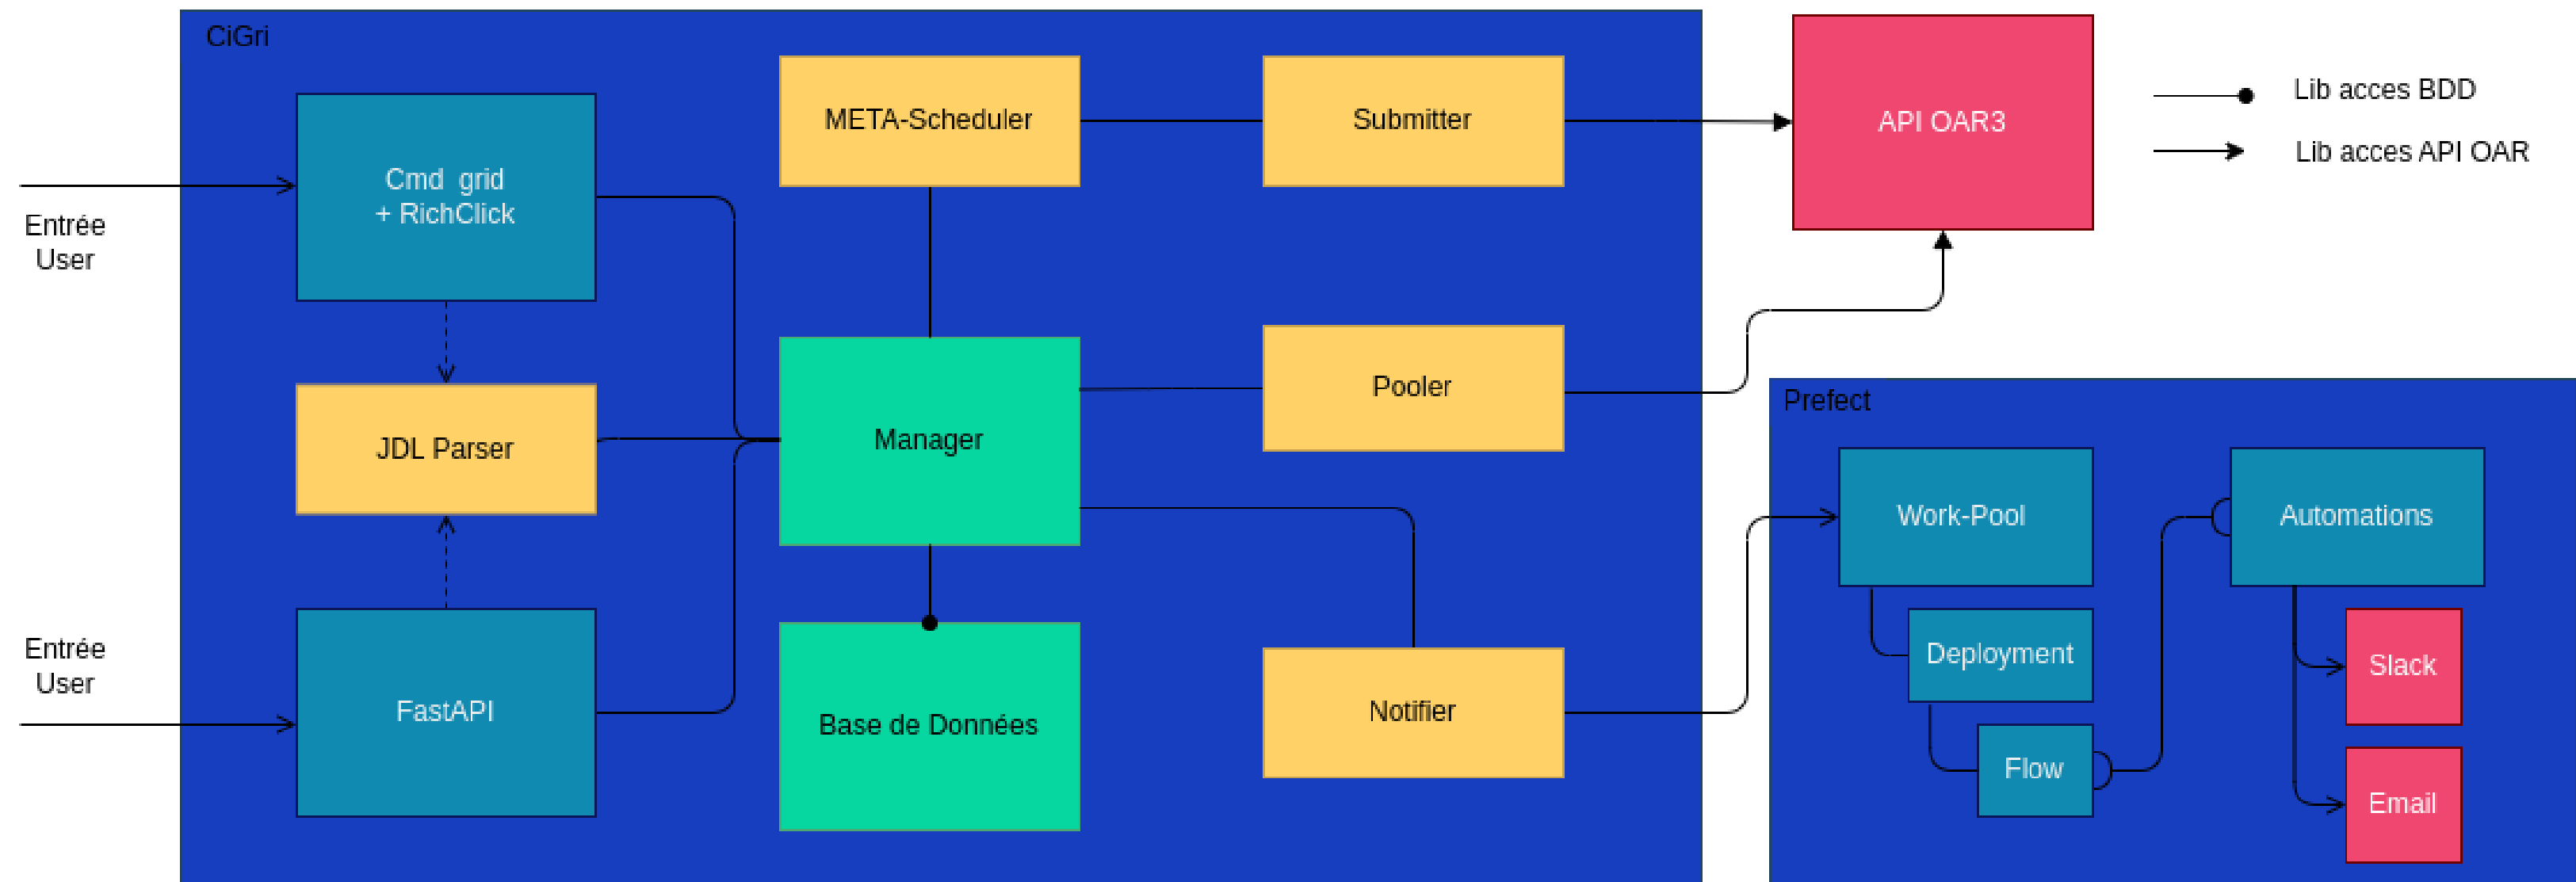 CiGri
Entrée
User
Cmd grid
+ RichClick
META-Scheduler
Submitter
API OAR3
Lib acces BDD
Lib acces API OAR
JDL Parser
Manager
Pooler
Entrée
User
FastAPI
Base de Données
Notifier
Prefect
Work-Pool
Automations
Deployment
Slack
Flow
Email